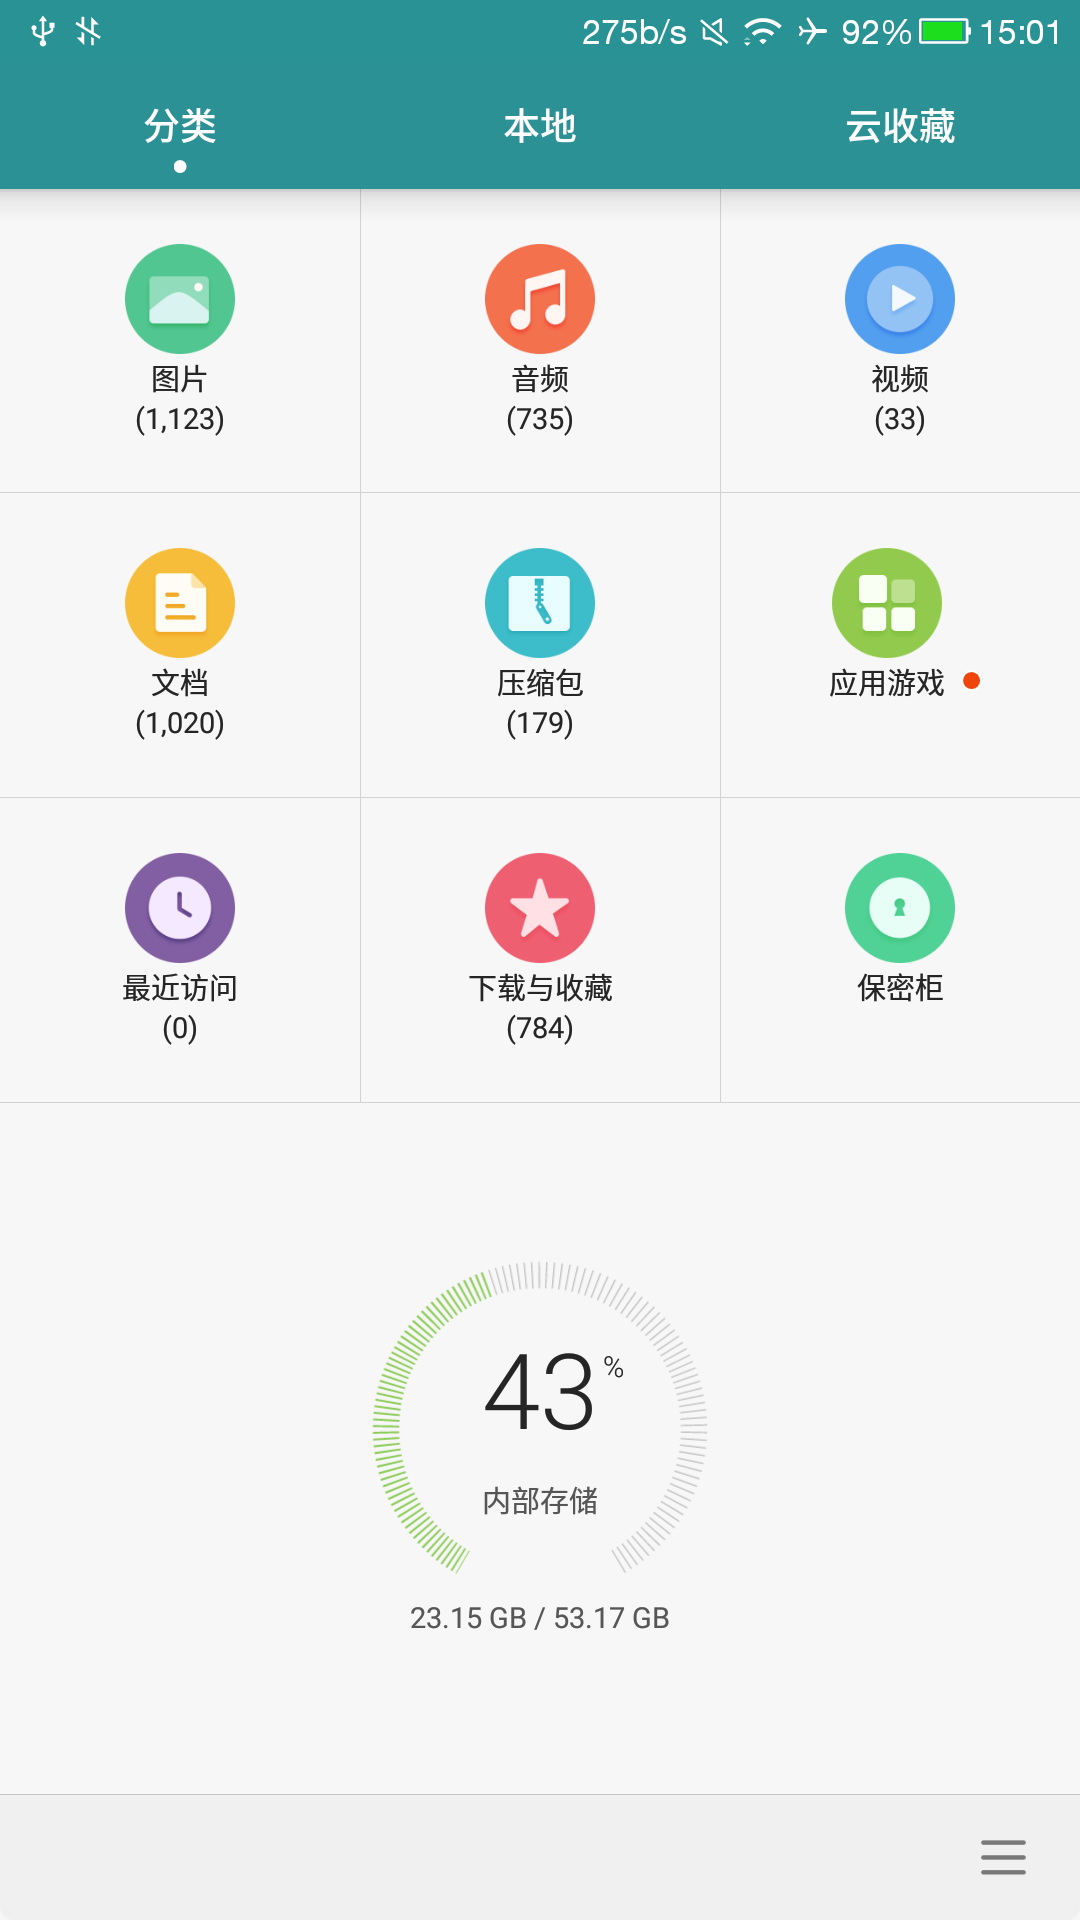 275b/s 92% 15:01
分类 本地 云收藏
图片 音频 视频
(1,123) (735) (33)
文档 压缩包 应用游戏
(1,020) (179)
最近访问 下载与收藏 保密柜
(0) (784)
43%
内部存储
23.15 GB / 53.17 GB